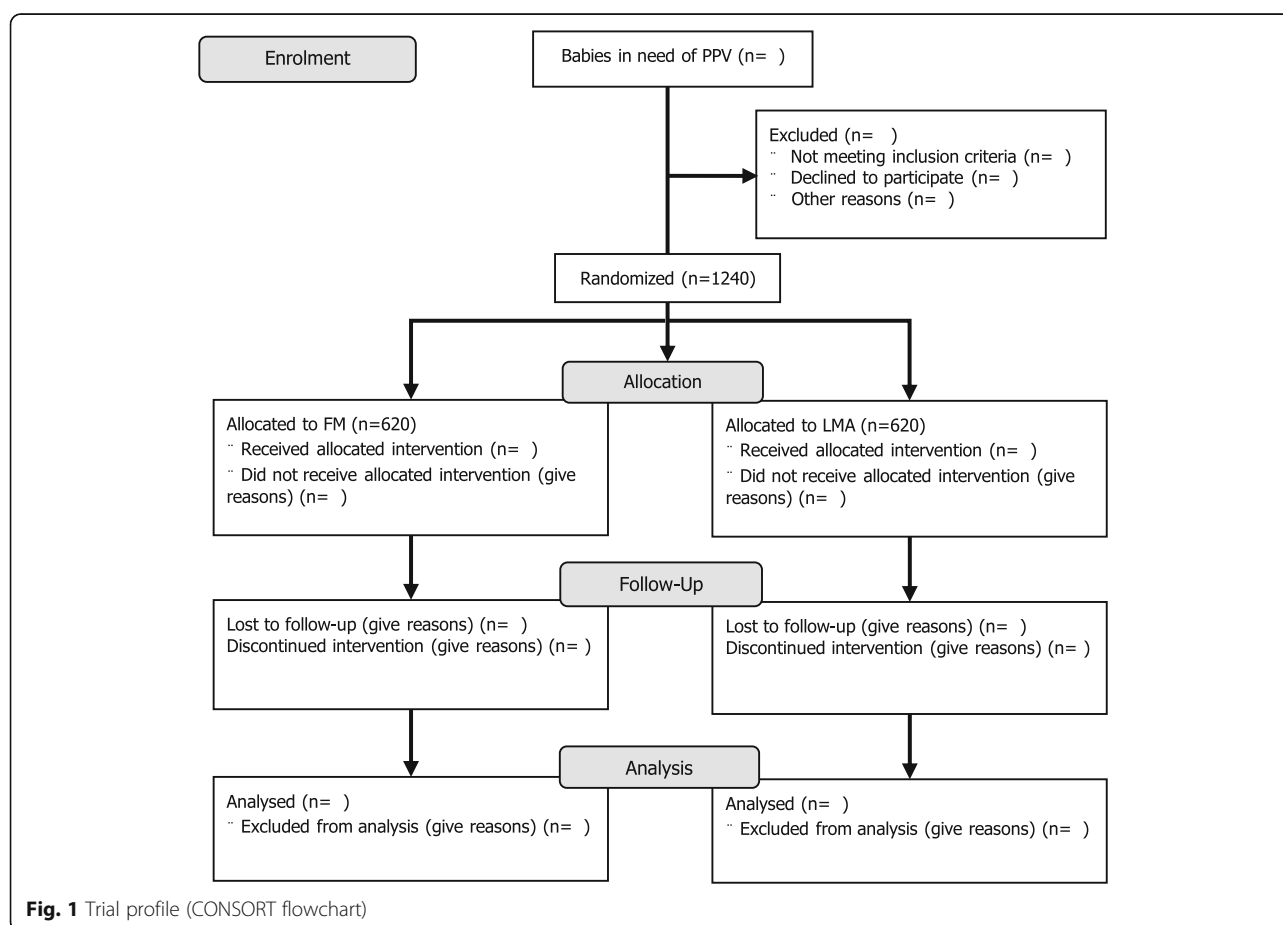 Enrolment
Babies in need of PPV (n=  )
Excluded (n=   )
¨ Not meeting inclusion criteria (n=  )
¨ Declined to participate (n=  )
¨ Other reasons (n=  )
Randomized (n=1240)
Allocation
Allocated to FM (n=620)
¨ Received allocated intervention (n=  )
¨ Did not receive allocated intervention (give
reasons) (n=  )
Allocated to LMA (n=620)
¨ Received allocated intervention (n=  )
¨ Did not receive allocated intervention (give
reasons) (n=  )
Follow-Up
Lost to follow-up (give reasons) (n=  )
Discontinued intervention (give reasons) (n= )
Lost to follow-up (give reasons) (n=  )
Discontinued intervention (give reasons) (n= )
Analysis
Analysed (n=  )
¨ Excluded from analysis (give reasons) (n=  )
Analysed (n=  )
¨ Excluded from analysis (give reasons) (n=  )
Fig. 1 Trial profile (CONSORT flowchart)